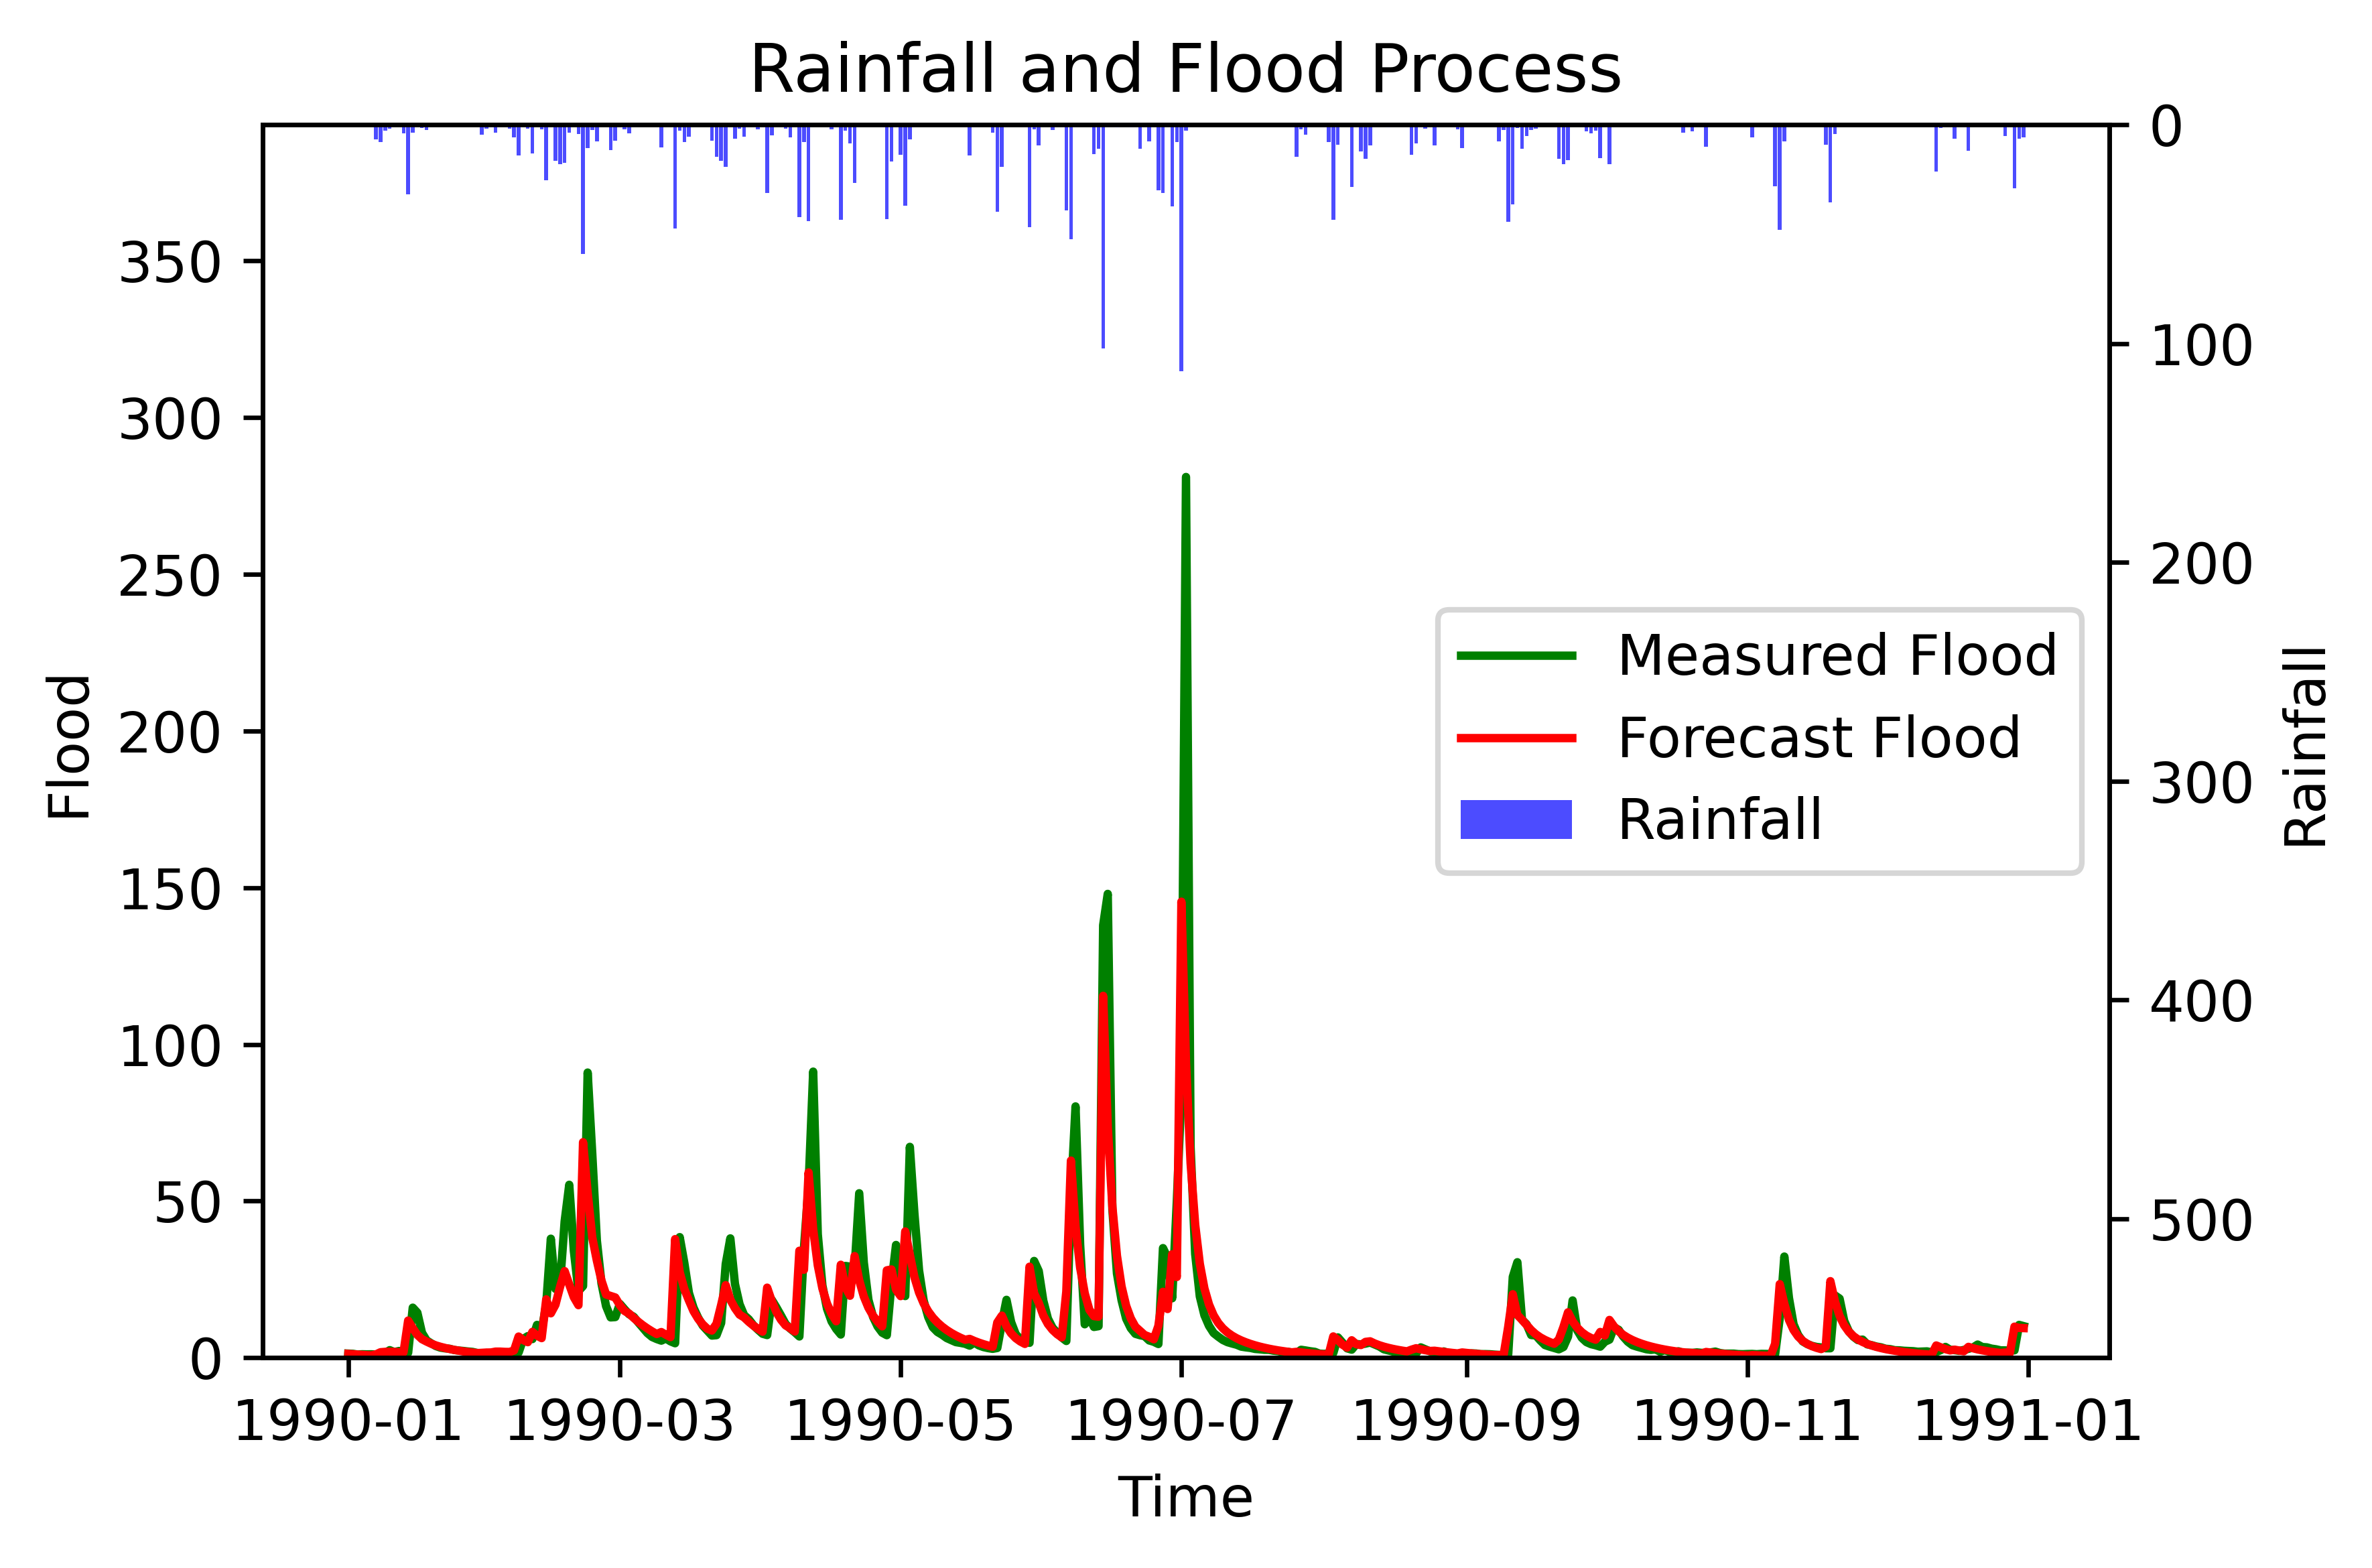 Rainfall and Flood Process
Flood
350
300
250
200
150
100
50
0
0
100
200
300
400
500
Rainfall
Measured Flood
Forecast Flood
Rainfall
1990-01 1990-03 1990-05 1990-07 1990-09 1990-11 1991-01
Time